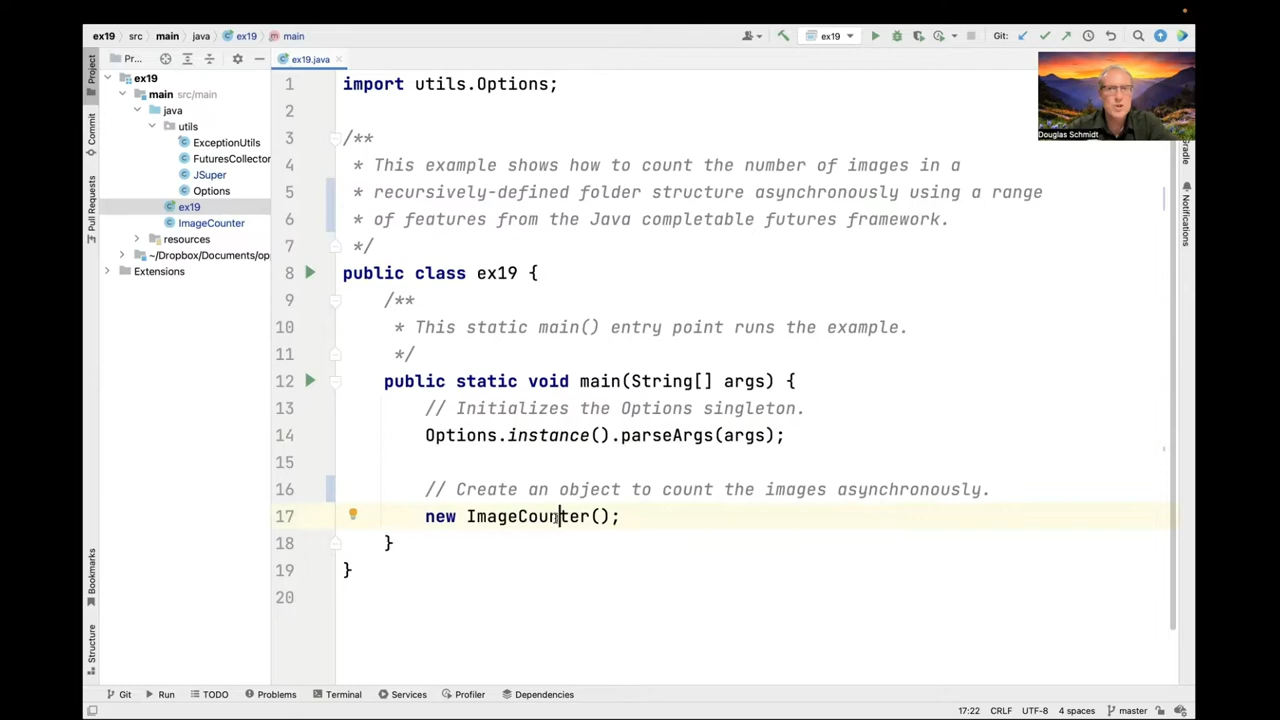 ex19 src main java ex19 main
ex19
Git:
Project
Commit
Pull Requests
Bookmarks
Structure
Pr...
ex19
main src/main
java
utils
ExceptionUtils
FuturesCollector
JSuper
Options
ex19
ImageCounter
resources
~/Dropbox/Documents/op
Extensions
ex19.java
1 import utils.Options;
2
3 /**
4 * This example shows how to count the number of images in a
5 * recursively-defined folder structure asynchronously using a range
6 * of features from the Java completable futures framework.
7 */
8 public class ex19 {
9 /**
10 * This static main() entry point runs the example.
11 */
12 public static void main(String[] args) {
13 // Initializes the Options singleton.
14 Options.instance().parseArgs(args);
15
16 // Create an object to count the images asynchronously.
17 new ImageCounter();
18 }
19 }
20
Douglas Schmidt
Notifications
Git Run TODO Problems Terminal Services Profiler Dependencies
17:22 CRLF UTF-8 4 spaces master